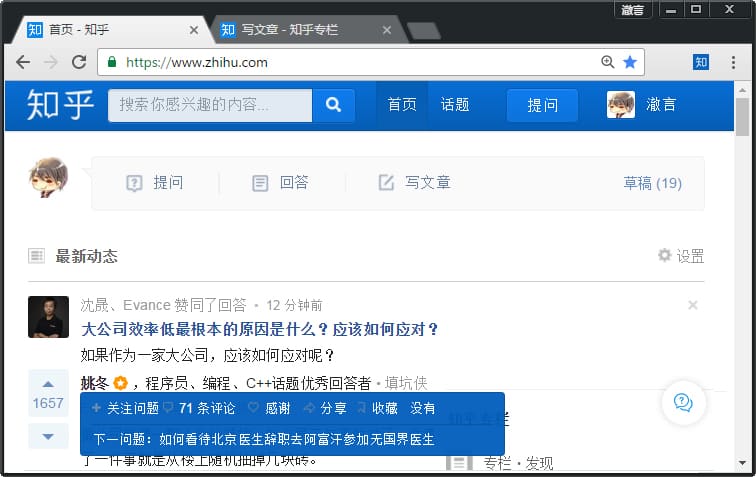 澈言
首页 - 知乎
写文章 - 知乎专栏
https://www.zhihu.com
知
知乎
搜索你感兴趣的内容...
首页 话题 提问 澈言
提问 回答 写文章 草稿 (19)
最新动态 设置
沈晟、Evance 赞同了回答 • 12 分钟前
大公司效率低最根本的原因是什么？应该如何应对？
如果作为一家大公司，应该如何应对呢？
姚冬 ，程序员、编程、C++话题优秀回答者 • 填坑侠
1657
关注问题 71 条评论 感谢 分享 收藏 没有
知乎专栏
下一问题：如何看待北京医生辞职去阿富汗参加无国界医生
了一件事就是从楼上随机抽掉几块砖。
专栏 • 发现